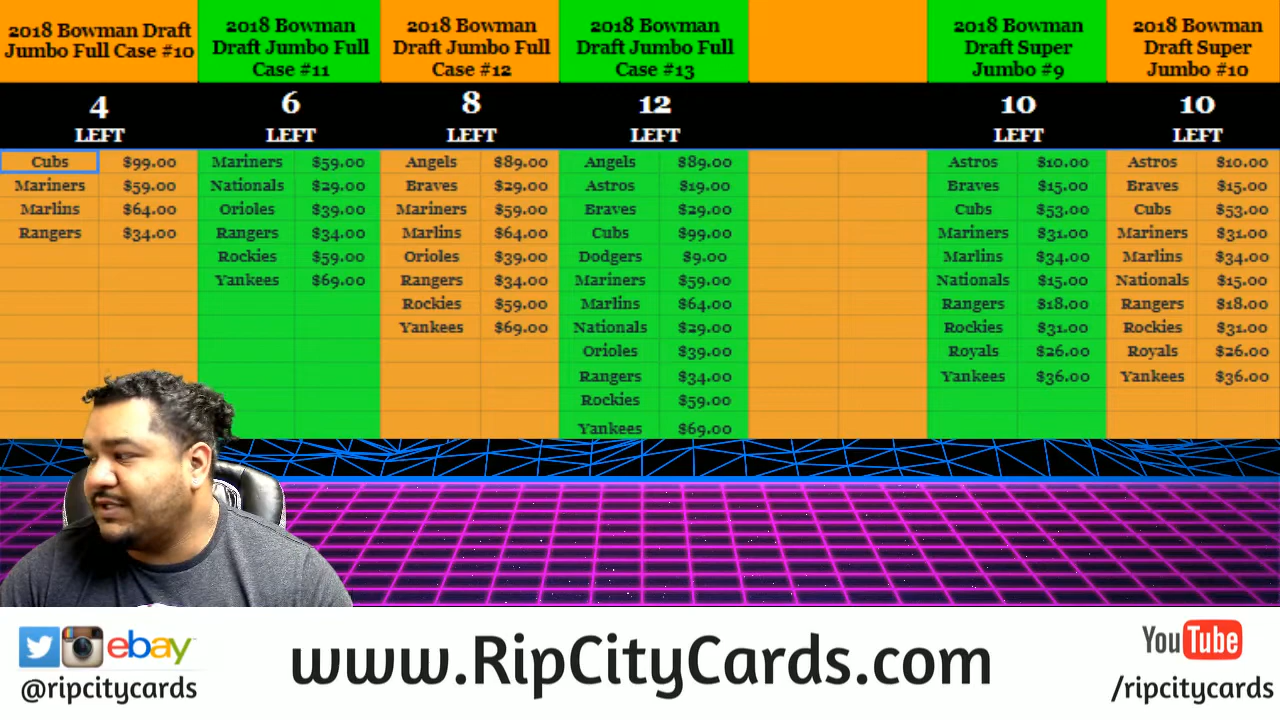 2018 Bowman Draft
Jumbo Full Case #10
2018 Bowman
Draft Jumbo Full
Case #11
2018 Bowman
Draft Jumbo Full
Case #12
2018 Bowman
Draft Jumbo Full
Case #13
2018 Bowman
Draft Super
Jumbo #9
2018 Bowman
Draft Super
Jumbo #10
4 6 8 12 10 10
LEFT LEFT LEFT LEFT LEFT LEFT
Cubs $99.00 Mariners $59.00 Angels $89.00 Angels $89.00 Astros $10.00 Astros $10.00
Mariners $59.00 Nationals $29.00 Braves $29.00 Astros $19.00 Braves $15.00 Braves $15.00
Marlins $64.00 Orioles $39.00 Mariners $59.00 Braves $29.00 Cubs $53.00 Cubs $53.00
Rangers $34.00 Rangers $34.00 Marlins $64.00 Cubs $99.00 Mariners $31.00 Mariners $31.00
Rockies $59.00 Orioles $39.00 Dodgers $9.00 Marlins $34.00 Marlins $34.00
Yankees $69.00 Rangers $34.00 Mariners $59.00 Nationals $15.00 Nationals $15.00
Rockies $59.00 Marlins $64.00 Rangers $18.00 Rangers $18.00
Yankees $69.00 Nationals $29.00 Rockies $31.00 Rockies $31.00
Orioles $39.00 Royals $26.00 Royals $26.00
Rangers $34.00 Yankees $36.00 Yankees $36.00
Rockies $59.00
Yankees $69.00
ebay
@ripcitycards
www.RipCityCards.com
YouTube
/ripcitycards